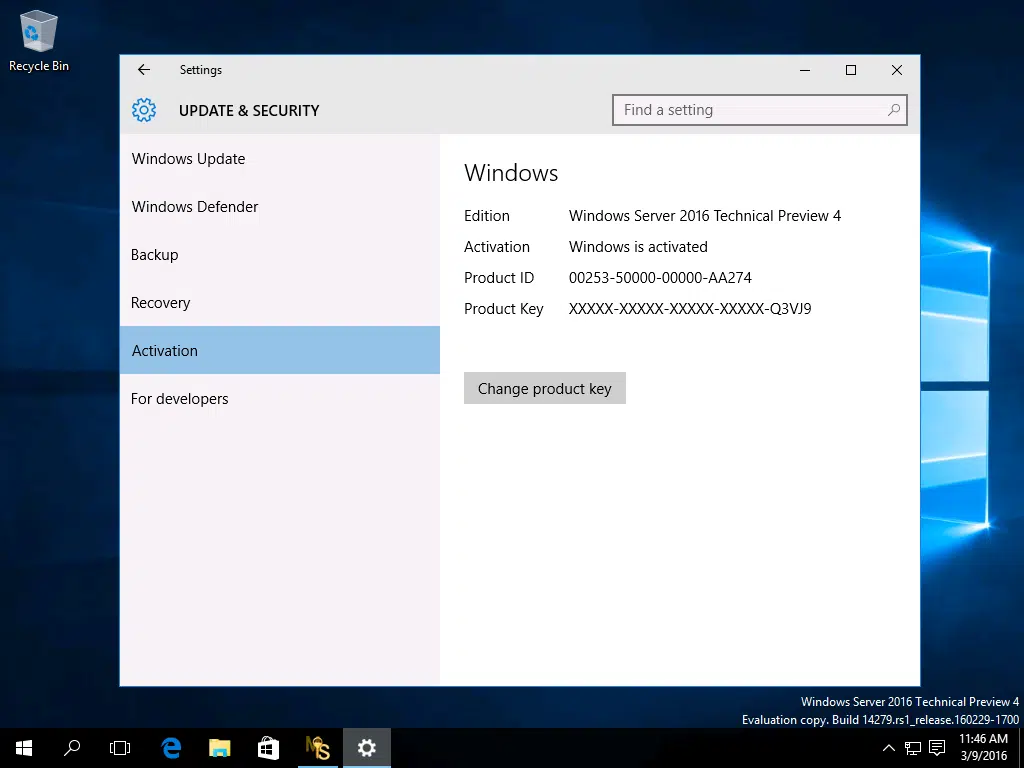 Recycle Bin
Settings
UPDATE & SECURITY
Find a setting
Windows Update
Windows Defender
Backup
Recovery
Activation
For developers
Windows
Edition Windows Server 2016 Technical Preview 4
Activation Windows is activated
Product ID 00253-50000-00000-AA274
Product Key XXXXX-XXXXX-XXXXX-XXXXX-Q3VJ9
Change product key
Windows Server 2016 Technical Preview 4
Evaluation copy. Build 14279.rs1_release.160229-1700
11:46 AM
3/9/2016